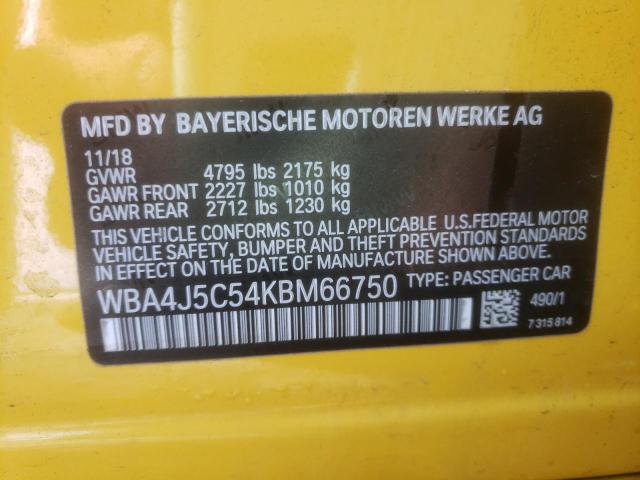 MFD BY BAYERISCHE MOTOREN WERKE AG
11/18
GVWR 4795 lbs 2175 kg
GAWR FRONT 2227 lbs 1010 kg
GAWR REAR 2712 lbs 1230 kg
THIS VEHICLE CONFORMS TO ALL APPLICABLE U.S.FEDERAL MOTOR
VEHICLE SAFETY, BUMPER AND THEFT PREVENTION STANDARDS IN
EFFECT ON THE DATE OF MANUFACTURE SHOWN ABOVE.
WBA4J5C54KBM66750 TYPE: PASSENGER CAR
490/1
7 315 814